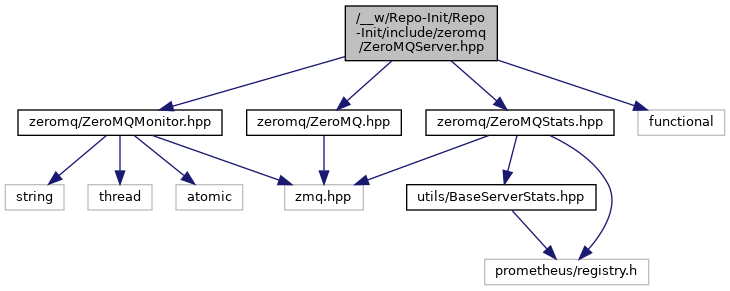 /__w/Repo-Init/Repo
-Init/include/zeromq
/ZeroMQServer.hpp
zeromq/ZeroMQMonitor.hpp
zeromq/ZeroMQ.hpp
zeromq/ZeroMQStats.hpp
functional
string
thread
atomic
zmq.hpp
utils/BaseServerStats.hpp
prometheus/registry.h